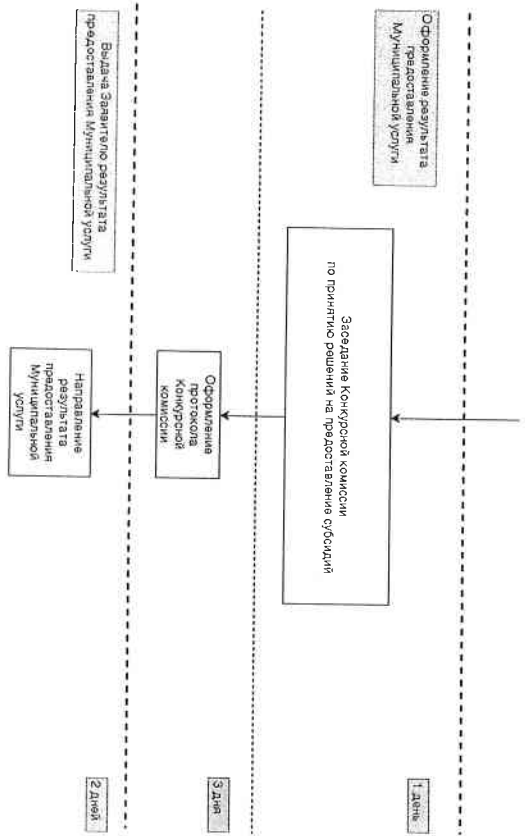 Оформление результата
предоставления
Муниципальной услуги
Заседание Конкурсной комиссии
по принятию решений на предоставление субсидий
1 день
Оформление
протокола
Конкурсной
комиссии
3 дня
Выдача Заявителю результата
предоставления Муниципальной услуги
Направление
результата
предоставления
Муниципальной
услуги
2 дней